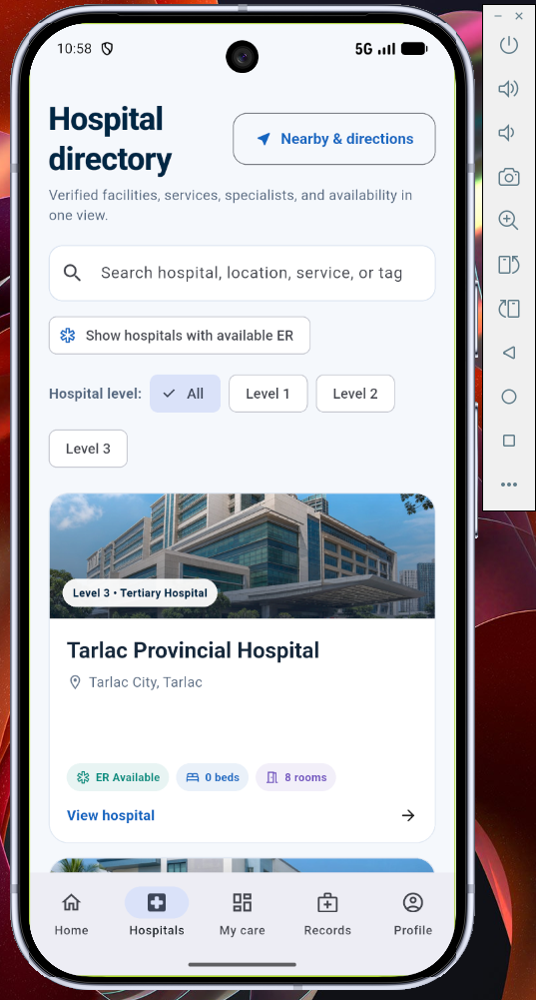 10:58
5G
Hospital
directory
Nearby & directions
Verified facilities, services, specialists, and availability in
one view.
Search hospital, location, service, or tag
Show hospitals with available ER
Hospital level:
All
Level 1
Level 2
Level 3
Level 3 • Tertiary Hospital
Tarlac Provincial Hospital
Tarlac City, Tarlac
ER Available
0 beds
8 rooms
View hospital
Home
Hospitals
My care
Records
Profile